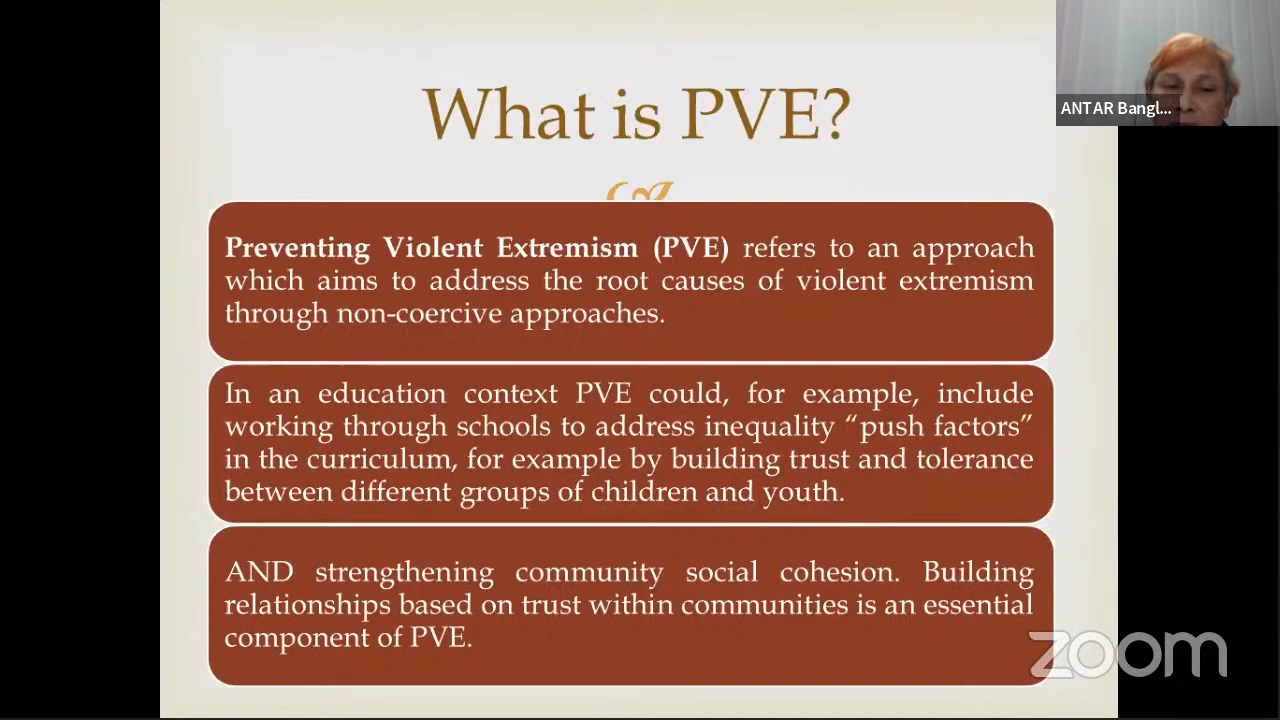 What is PVE?
ANTAR Bangl...
Preventing Violent Extremism (PVE) refers to an approach
which aims to address the root causes of violent extremism
through non-coercive approaches.
In an education context PVE could, for example, include
working through schools to address inequality “push factors”
in the curriculum, for example by building trust and tolerance
between different groups of children and youth.
AND strengthening community social cohesion. Building
relationships based on trust within communities is an essential
component of PVE.
zoom